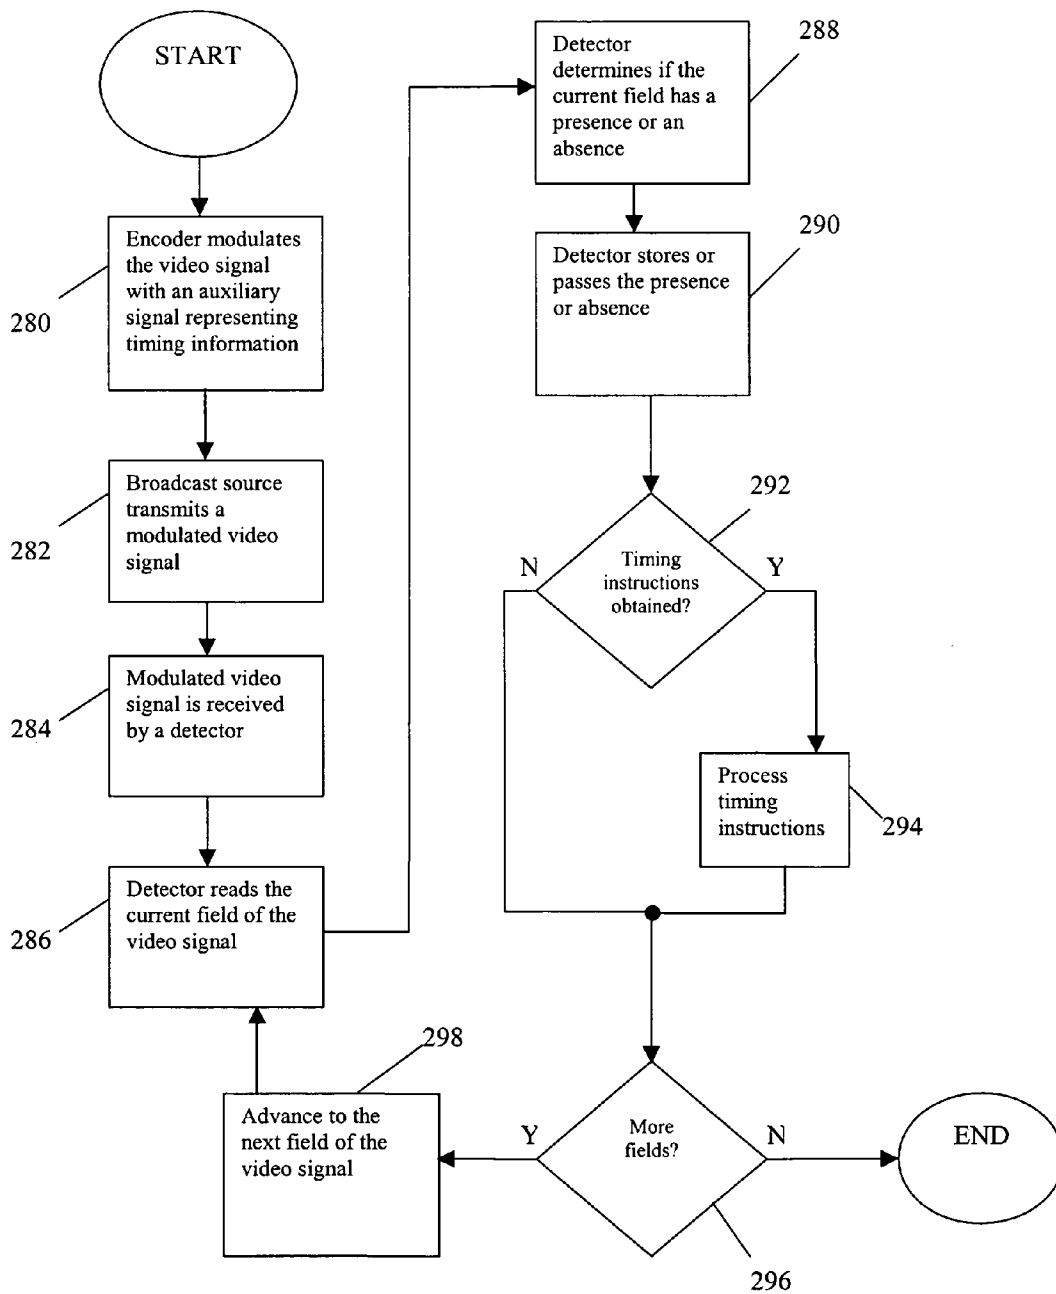 START
Encoder modulates
the video signal
with an auxiliary
signal representing
timing information
280
Broadcast source
transmits a
modulated video
signal
282
Modulated video
signal is received
by a detector
284
Detector reads the
current field of the
video signal
286
Detector
determines if the
current field has a
presence or an
absence
288
Detector stores or
passes the presence
or absence
290
Timing
instructions
obtained?
292
N
Y
Process
timing
instructions
294
More
fields?
296
Y
N
Advance to the
next field of the
video signal
298
END